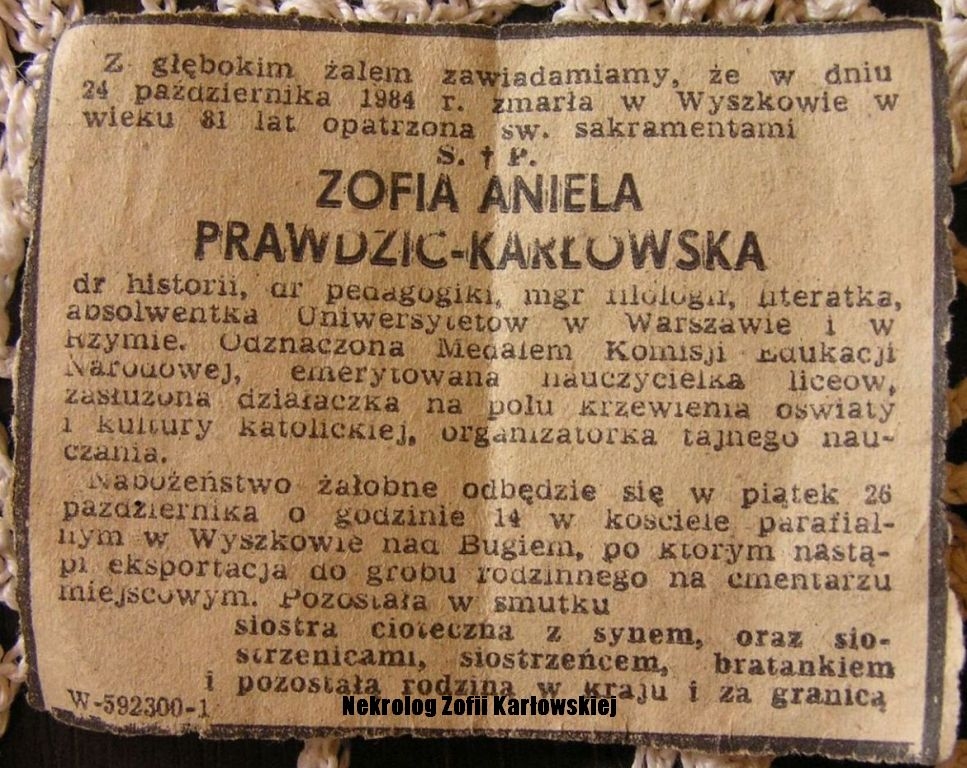 Z głębokim żalem zawiadamiamy, że w dniu
24 października 1984 r. zmarła w Wyszkowie w
wieku 81 lat opatrzona św. sakramentami
Ś. † P.
ZOFIA ANIELA
PRAWDZIC-KARŁOWSKA
dr historii, dr pedagogiki, mgr filologii, literatka,
absolwentka Uniwersytetów w Warszawie i w
Rzymie. Odznaczona Medalem Komisji Edukacji
Narodowej, emerytowana nauczycielka liceów,
zasłużona działaczka na polu krzewienia oświaty
i kultury katolickiej, organizatorka tajnego nau-
czania.
Nabożeństwo żałobne odbędzie się w piątek 26
października o godzinie 14 w kościele parafial-
nym w Wyszkowie nad Bugiem, po którym nastą-
pi eksportacja do grobu rodzinnego na cmentarzu
miejscowym. Pozostała w smutku
siostra cioteczna z synem, oraz sio-
strzenicami, siostrzeńcem, bratankiem
i pozostała rodzina w kraju i za granicą
W-592300-1
Nekrolog Zofii Karłowskiej